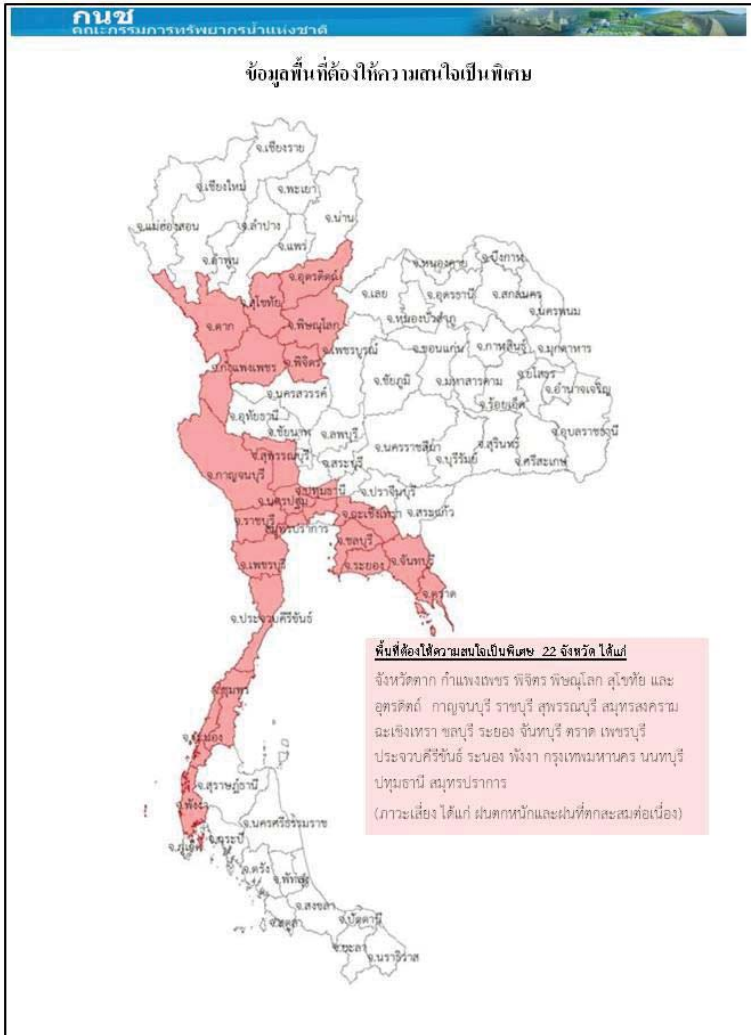 กนช
คณะกรรมการทรัพยากรน้ำแห่งชาติ
ข้อมูลพื้นที่ต้องให้ความสนใจเป็นพิเศษ
จ.เชียงราย
จ.เชียงใหม่
จ.พะเยา
จ.น่าน
จ.แม่ฮ่องสอน
จ.ลำปาง
จ.แพร่
จ.ลำพูน
จ.อุตรดิตถ์
จ.หนองคาย
จ.บึงกาฬ
จ.เลย
จ.อุดรธานี
จ.สกลนคร
จ.นครพนม
จ.สุโขทัย
จ.ตาก
จ.พิษณุโลก
จ.หนองบัวลำภู
จ.กำแพงเพชร
จ.พิจิตร
จ.เพชรบูรณ์
จ.ขอนแก่น
จ.กาฬสินธุ์
จ.มุกดาหาร
จ.ชัยภูมิ
จ.มหาสารคาม
จ.ยโสธร
จ.อำนาจเจริญ
จ.ร้อยเอ็ด
จ.นครสวรรค์
จ.อุทัยธานี
จ.ชัยนาท
จ.ลพบุรี
จ.นครราชสีมา
จ.บุรีรัมย์
จ.สุรินทร์
จ.ศรีสะเกษ
จ.อุบลราชธานี
จ.สุพรรณบุรี
จ.สระบุรี
จ.กาญจนบุรี
จ.ปทุมธานี
จ.ปราจีนบุรี
จ.นครปฐม
จ.ฉะเชิงเทรา
จ.สระแก้ว
จ.ราชบุรี
สมุทรปราการ
จ.ชลบุรี
จ.เพชรบุรี
จ.ระยอง
จ.จันทบุรี
จ.ตราด
จ.ประจวบคีรีขันธ์
พื้นที่ต้องให้ความสนใจเป็นพิเศษ 22 จังหวัด ได้แก่
จังหวัดตาก กำแพงเพชร พิจิตร พิษณุโลก สุโขทัย และ
อุตรดิตถ์ กาญจนบุรี ราชบุรี สุพรรณบุรี สมุทรสงคราม
ฉะเชิงเทรา ชลบุรี ระยอง จันทบุรี ตราด เพชรบุรี
ประจวบคีรีขันธ์ ระนอง พังงา กรุงเทพมหานคร นนทบุรี
ปทุมธานี สมุทรปราการ
(ภาวะเสี่ยง ได้แก่ ฝนตกหนักและฝนที่ตกสะสมต่อเนื่อง)
จ.ชุมพร
จ.ระนอง
จ.สุราษฎร์ธานี
จ.พังงา
จ.นครศรีธรรมราช
จ.ภูเก็ต
จ.กระบี่
จ.ตรัง
จ.พัทลุง
จ.สงขลา
จ.สตูล
จ.ปัตตานี
จ.ยะลา
จ.นราธิวาส